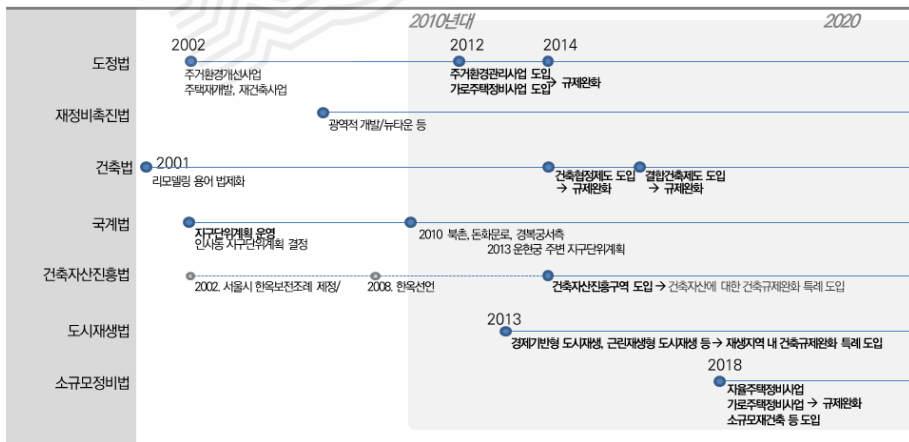 2010년대
2020
도정법
2002
주거환경개선사업
주택재개발, 재건축사업
2012
주거환경관리사업 도입
가로주택정비사업 도입
2014
→ 규제완화
재정비촉진법
광역적 개발/뉴타운 등
건축법
2001
리모델링 용어 법제화
건축협정제도 도입
→ 규제완화
결합건축제도 도입
→ 규제완화
국계법
지구단위계획 운영
인사동 지구단위계획 결정
2010 북촌, 돈화문로, 경복궁서측
2013 운현궁 주변 지구단위계획
건축자산진흥법
2002. 서울시 한옥보전조례 제정/
2008. 한옥선언
건축자산진흥구역 도입 → 건축자산에 대한 건축규제완화 특례 도입
도시재생법
2013
경제기반형 도시재생, 근린재생형 도시재생 등 → 재생지역 내 건축규제완화 특례 도입
소규모정비법
2018
자율주택정비사업
가로주택정비사업 → 규제완화
소규모재건축 등 도입